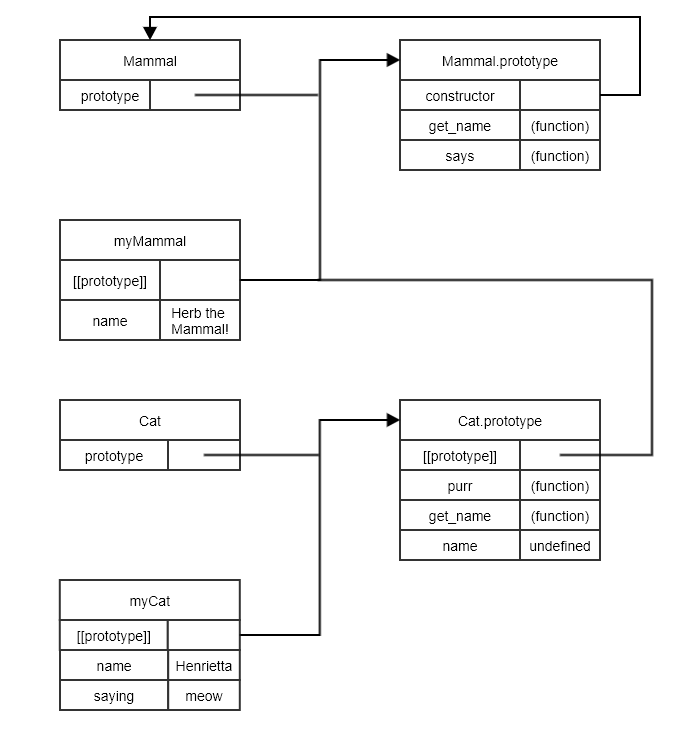 Mammal
prototype
Mammal.prototype
constructor
get_name (function)
says (function)
myMammal
[[prototype]]
name Herb the
Mammal!
Cat
prototype
Cat.prototype
[[prototype]]
purr (function)
get_name (function)
name undefined
myCat
[[prototype]]
name Henrietta
saying meow